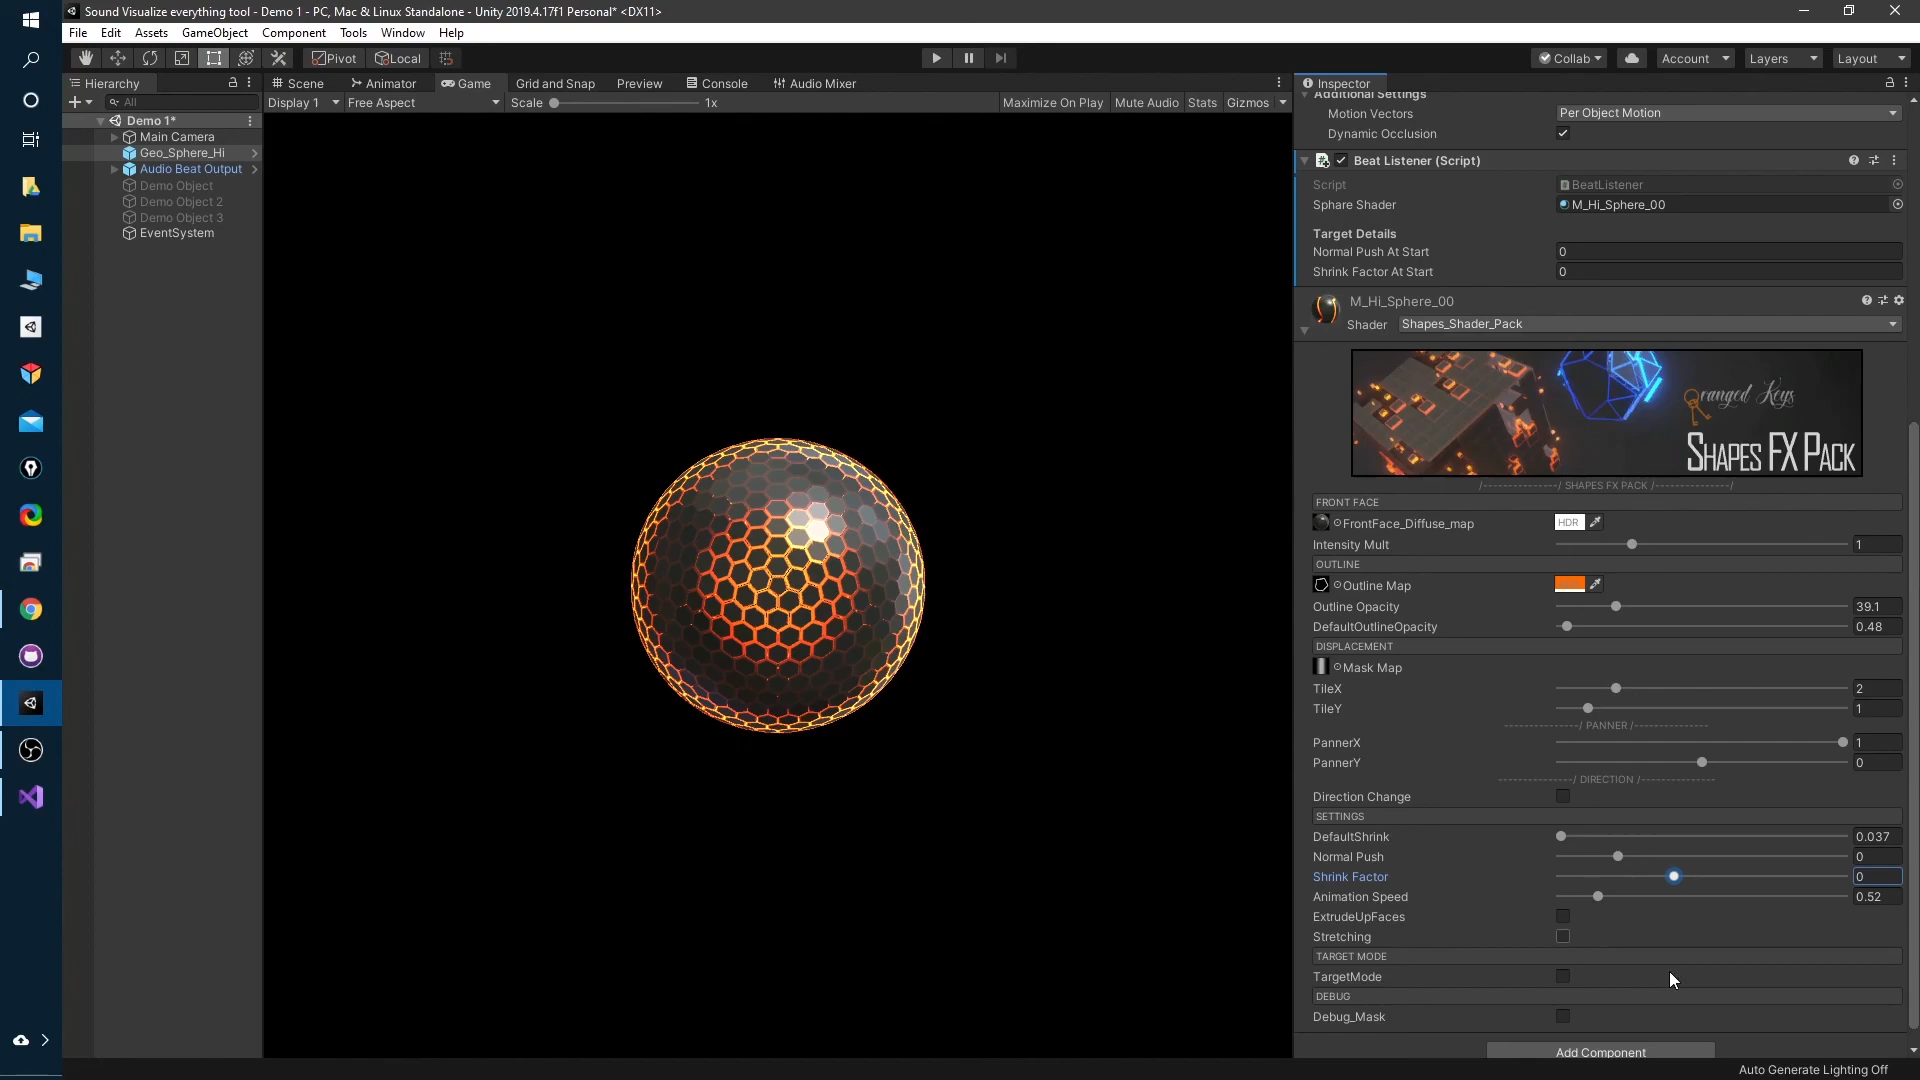 Sound Visualize everything tool - Demo 1 - PC, Mac & Linux Standalone - Unity 2019.4.17f1 Personal* <DX11>
File Edit Assets GameObject Component Tools Window Help
Pivot Local Collab Account Layers Layout
Hierarchy Scene Animator Game Grid and Snap Preview Console Audio Mixer Inspector
All Display 1 Free Aspect Scale 1x Maximize On Play Mute Audio Stats Gizmos
Demo 1*
Main Camera
Geo_Sphere_Hi
Audio Beat Output
Demo Object
Demo Object 2
Demo Object 3
EventSystem
Additional Settings
Motion Vectors Per Object Motion
Dynamic Occlusion
Beat Listener (Script)
Script BeatListener
Sphare Shader M_Hi_Sphere_00
Target Details
Normal Push At Start 0
Shrink Factor At Start 0
M_Hi_Sphere_00
Shader Shapes_Shader_Pack
Oranged Keys
SHAPES FX PACK
/---------------/ SHAPES FX PACK /---------------/
FRONT FACE
FrontFace_Diffuse_map HDR
Intensity Mult 1
OUTLINE
Outline Map
Outline Opacity 39.1
DefaultOutlineOpacity 0.48
DISPLACEMENT
Mask Map
TileX 2
TileY 1
---------------/ PANNER /---------------
PannerX 1
PannerY 0
---------------/ DIRECTION /---------------
Direction Change
SETTINGS
DefaultShrink 0.037
Normal Push 0
Shrink Factor 0
Animation Speed 0.52
ExtrudeUpFaces
Stretching
TARGET MODE
TargetMode
DEBUG
Debug_Mask
Add Component
Auto Generate Lighting Off